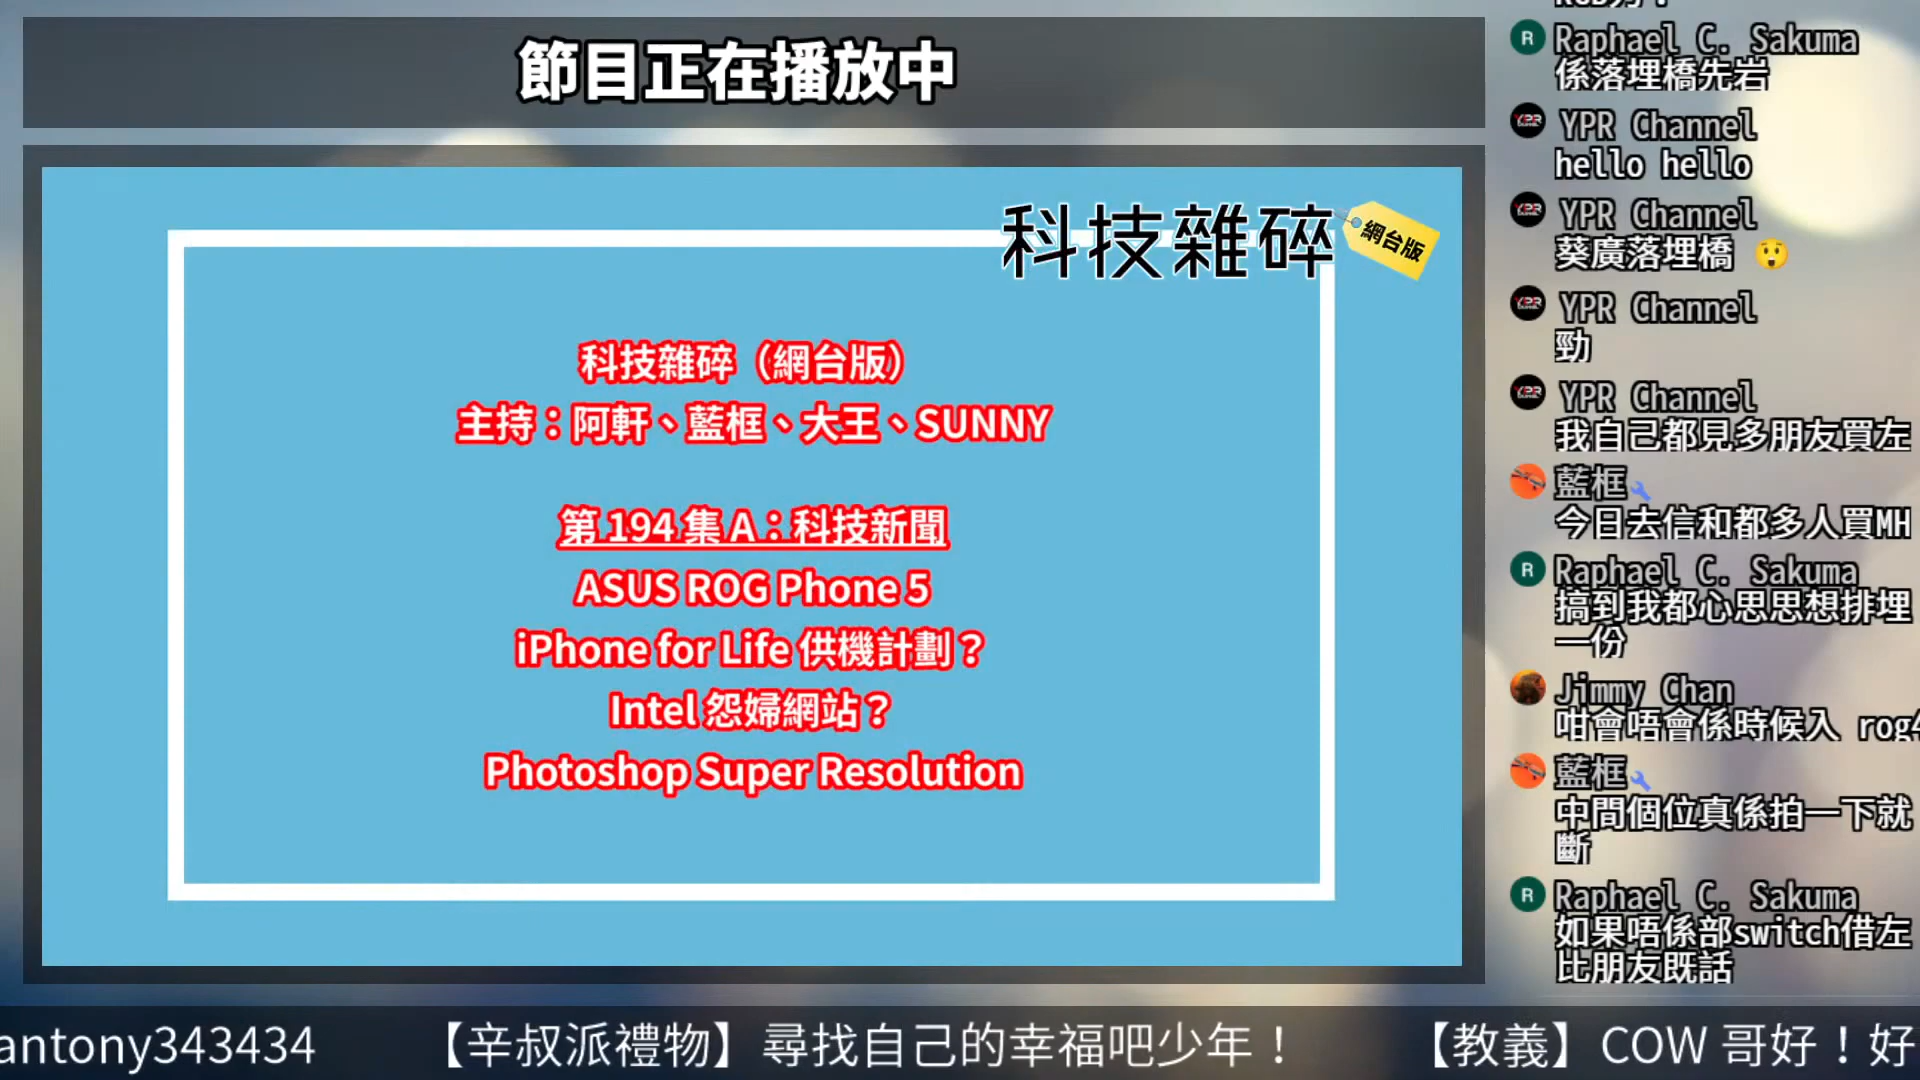 節目正在播放中
科技雜碎
網台版
科技雜碎（網台版）
主持：阿軒、藍框、大王、SUNNY
第 194 集 A：科技新聞
ASUS ROG Phone 5
iPhone for Life 供機計劃？
Intel 怨婦網站？
Photoshop Super Resolution
R Raphael C. Sakuma
係落埋橋先岩
YPR Channel
hello hello
YPR Channel
葵廣落埋橋 😲
YPR Channel
勁
YPR Channel
我自己都見多朋友買左
藍框
今日去信和都多人買MH
R Raphael C. Sakuma
搞到我都心思思想排埋
一份
Jimmy Chan
咁會唔會係時候入 rog4
藍框
中間個位真係拍一下就
斷
R Raphael C. Sakuma
如果唔係部switch借左
比朋友既話
antony343434 【辛叔派禮物】尋找自己的幸福吧少年！ 【教義】COW 哥好！好